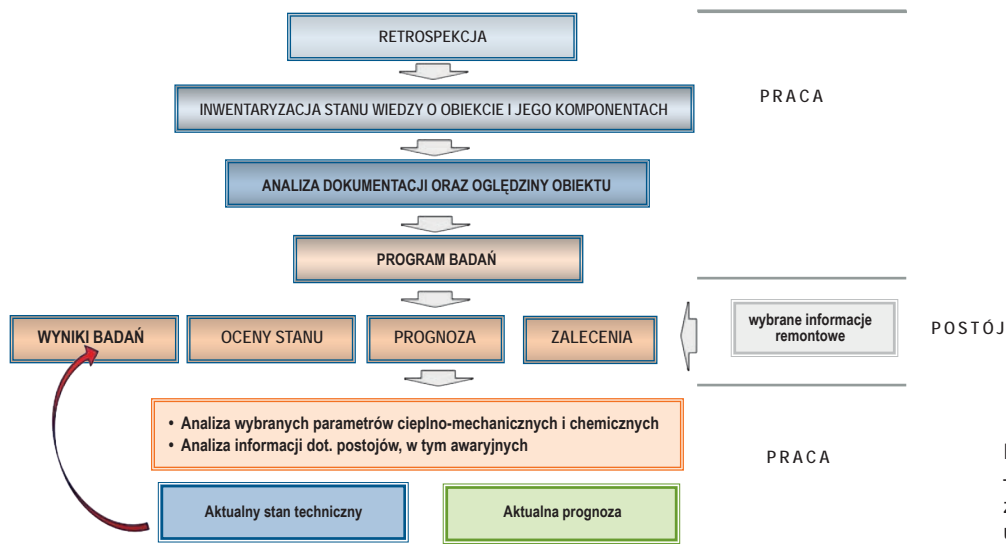 RETROSPEKCJA
PRACA
INWENTARYZACJA STANU WIEDZY O OBIEKCIE I JEGO KOMPONENTACH
ANALIZA DOKUMENTACJI ORAZ OGLĘDZINY OBIEKTU
PROGRAM BADAŃ
WYNIKI BADAŃ
OCENY STANU
PROGNOZA
ZALECENIA
wybrane informacje
remontowe
POSTÓJ
• Analiza wybranych parametrów cieplno-mechanicznych i chemicznych
• Analiza informacji dot. postojów, w tym awaryjnych
PRACA
Aktualny stan techniczny
Aktualna prognoza